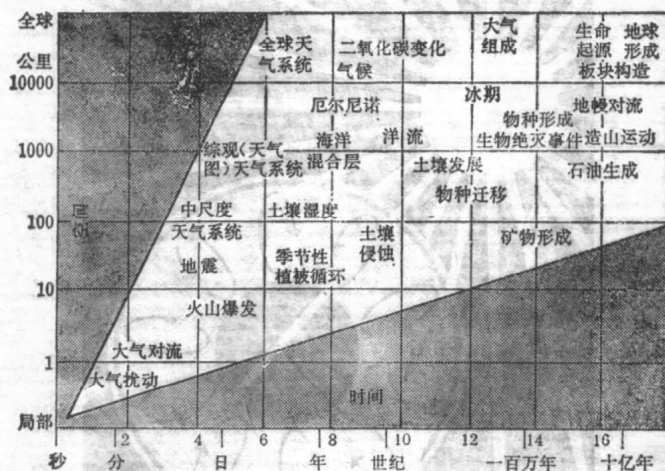 全球
公里
10000
1000
100
10
1
局部
空间
全球天
气系统
二氧化碳变化
气候
大气
组成
生命 地球
起源 形成
板块构造
厄尔尼诺
冰期
地幔对流
物种形成
生物绝灭事件
造山运动
综观(天气
图)天气系统
海洋
混合层
洋流
土壤发展
石油生成
物种迁移
中尺度
天气系统
土壤湿度
地震
季节性
植被循环
土壤
侵蚀
矿物形成
火山爆发
大气对流
大气扰动
时间
2 4 6 8 10 12 14 16
秒 分 日 年 世纪 一百万年 十亿年